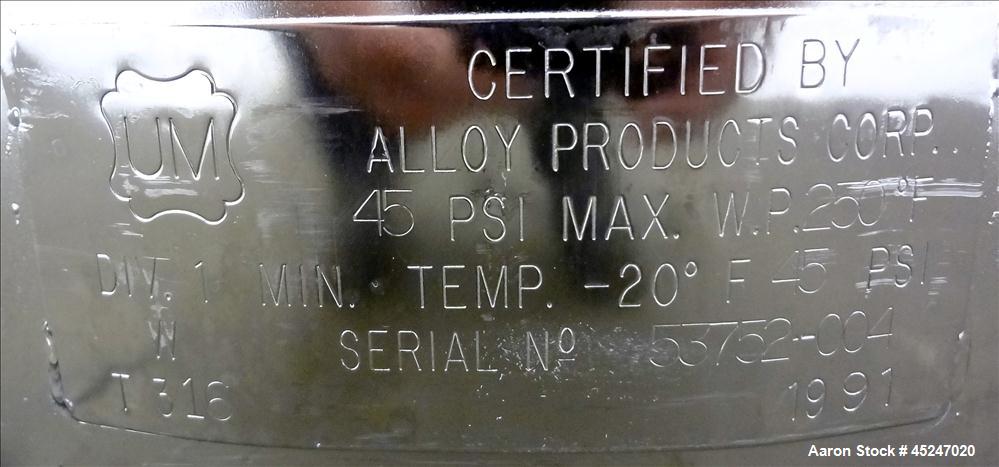 CERTIFIED BY
UM
ALLOY PRODUCTS CORP.
45 PSI MAX. W.P. 250 °F
DIV. 1 MIN. TEMP. -20° F 45 PSI
W SERIAL Nº 53752-004
T 316 1991
Aaron Stock # 45247020